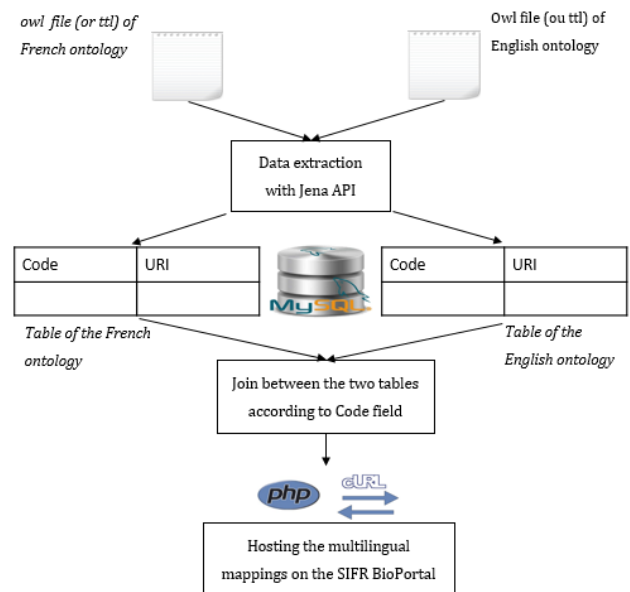 owl file (or ttl) of
French ontology
Owl file (ou ttl) of
English ontology
Data extraction
with Jena API
Code URI
MySQL
Code URI
Table of the French
ontology
Table of the
English ontology
Join between the two tables
according to Code field
php
cURL
Hosting the multilingual
mappings on the SIFR BioPortal